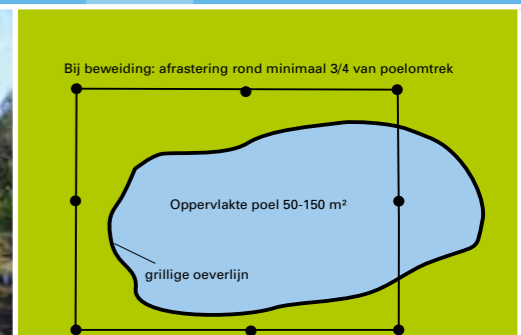 Bij beweiding: afrastering rond minimaal 3/4 van poelomtrek
Oppervlakte poel 50-150 m²
grillige oeverlijn